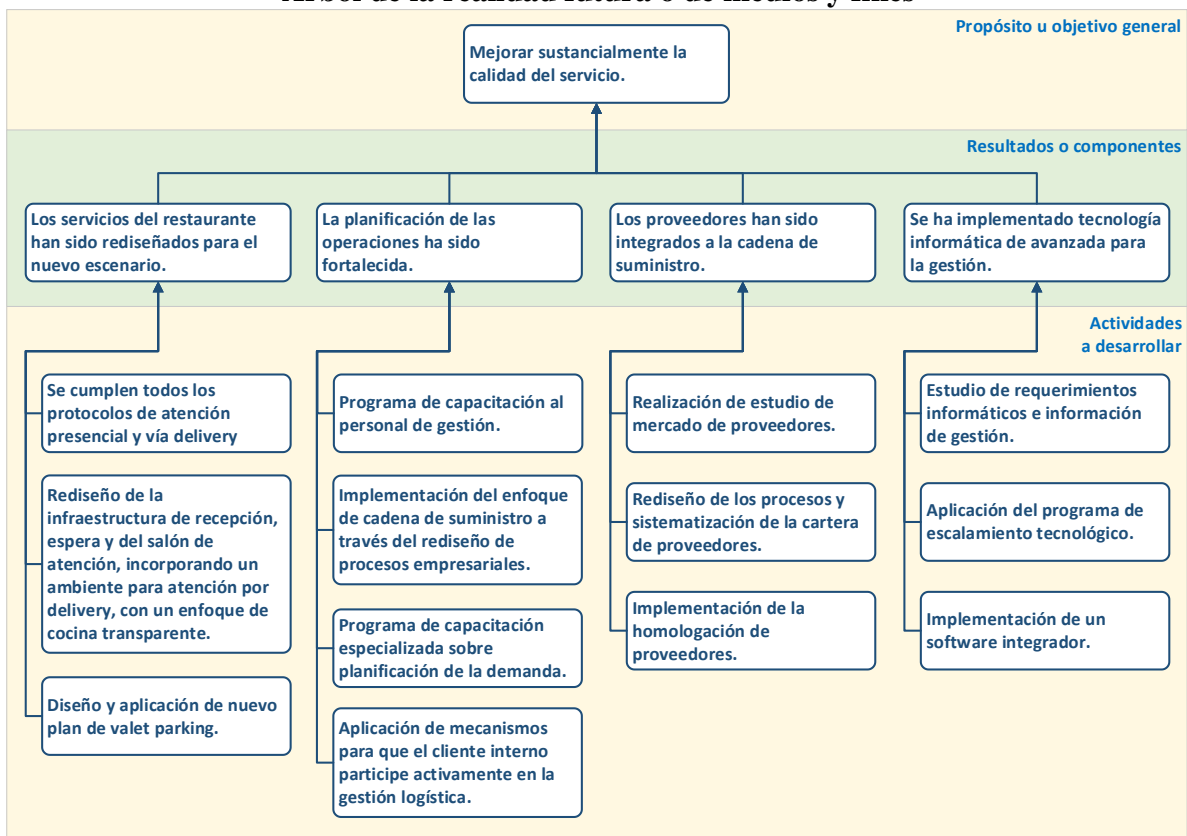 Árbol de la realidad futura o de medios y fines
Propósito u objetivo general
Mejorar sustancialmente la
calidad del servicio.
Resultados o componentes
Los servicios del restaurante
han sido rediseñados para el
nuevo escenario.
La planificación de las
operaciones ha sido
fortalecida.
Los proveedores han sido
integrados a la cadena de
suministro.
Se ha implementado tecnología
informática de avanzada para
la gestión.
Actividades
a desarrollar
Se cumplen todos los
protocolos de atención
presencial y vía delivery
Rediseño de la
infraestructura de recepción,
espera y del salón de
atención, incorporando un
ambiente para atención por
delivery, con un enfoque de
cocina transparente.
Diseño y aplicación de nuevo
plan de valet parking.
Programa de capacitación al
personal de gestión.
Implementación del enfoque
de cadena de suministro a
través del rediseño de
procesos empresariales.
Programa de capacitación
especializada sobre
planificación de la demanda.
Aplicación de mecanismos
para que el cliente interno
participe activamente en la
gestión logística.
Realización de estudio de
mercado de proveedores.
Rediseño de los procesos y
sistematización de la cartera
de proveedores.
Implementación de la
homologación de
proveedores.
Estudio de requerimientos
informáticos e información
de gestión.
Aplicación del programa de
escalamiento tecnológico.
Implementación de un
software integrador.